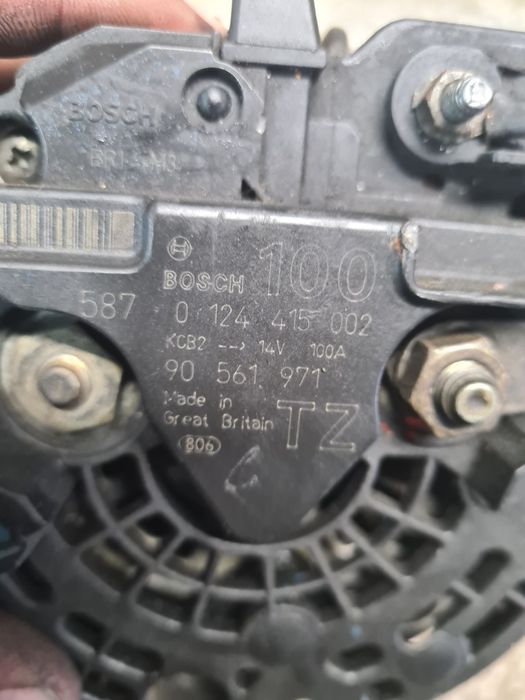 BOSCH
BOSCH 100
587 0 124 415 002
KCB2 --> 14V 100A
90 561 971
Made in
Great Britain TZ
806